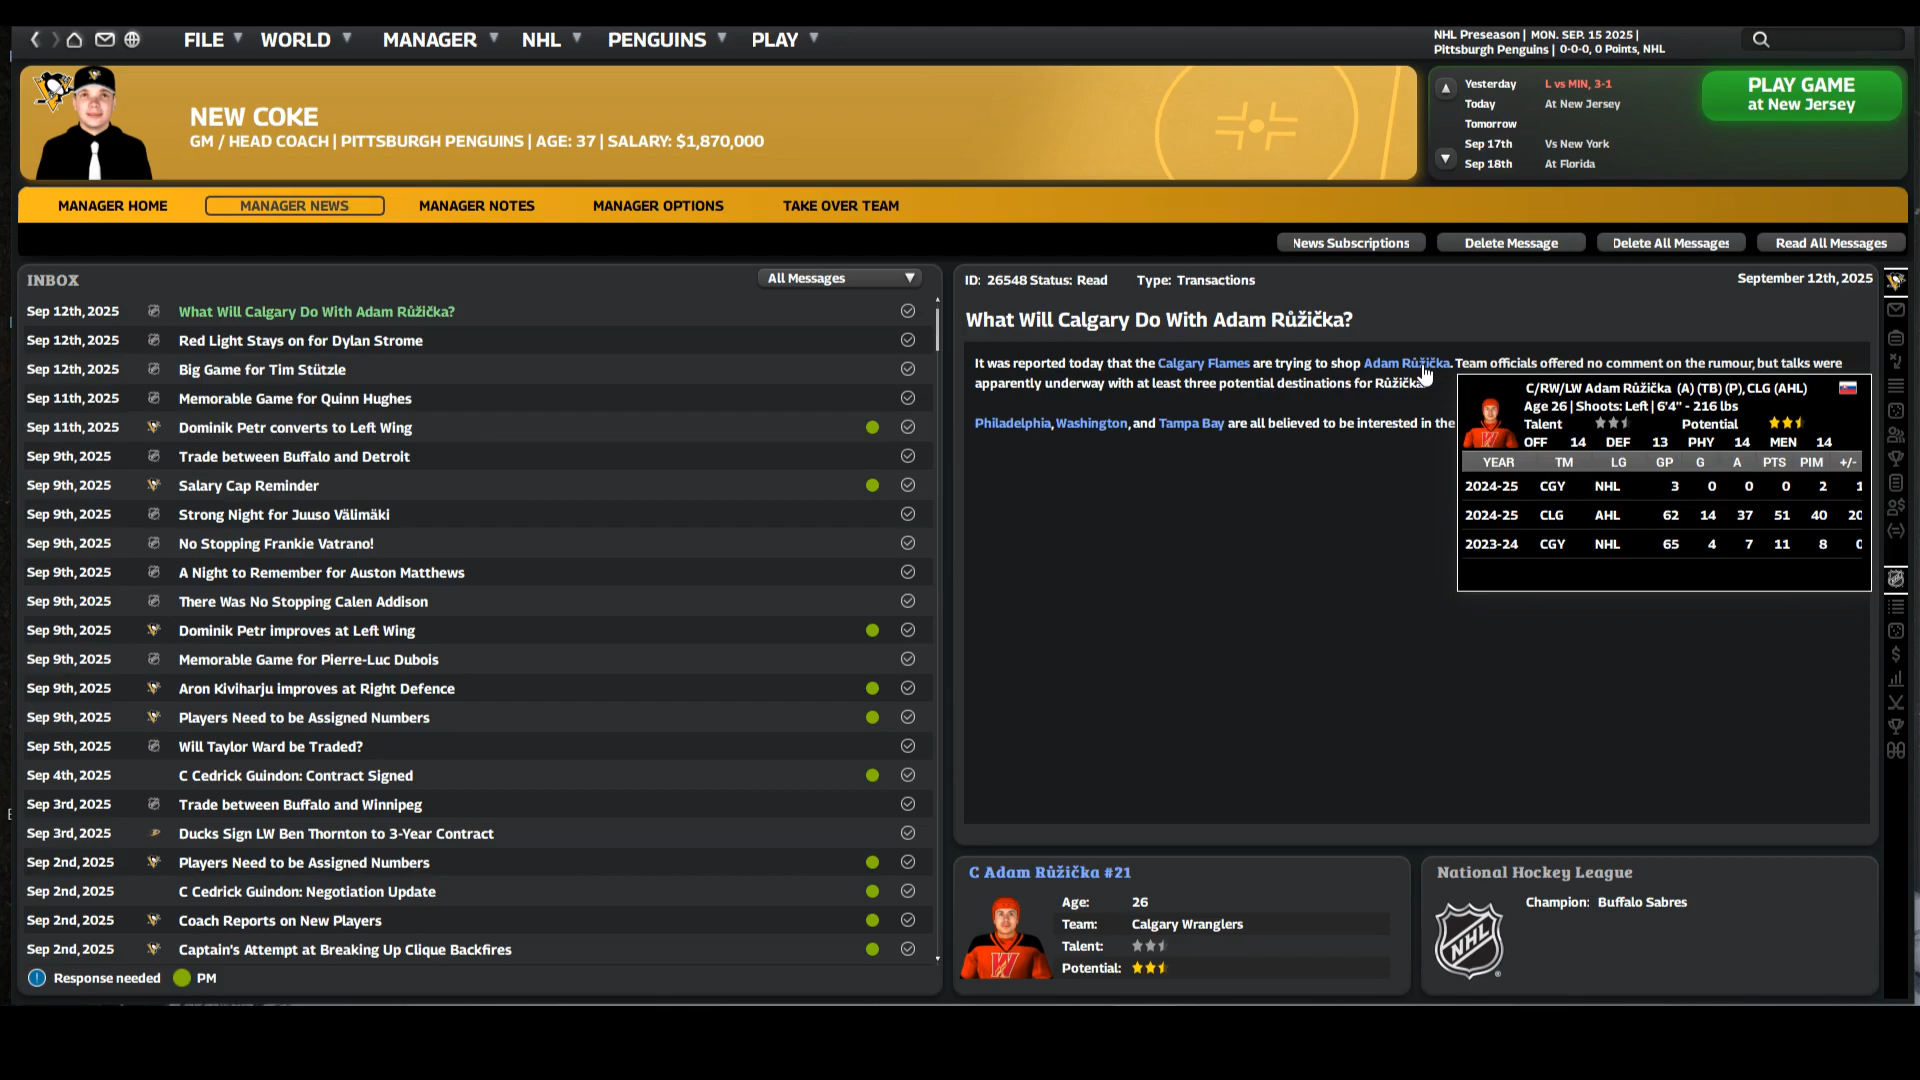 FILE WORLD MANAGER NHL PENGUINS PLAY
NHL Preseason | MON. SEP. 15 2025 |
Pittsburgh Penguins | 0-0-0, 0 Points, NHL
NEW COKE
GM / HEAD COACH | PITTSBURGH PENGUINS | AGE: 37 | SALARY: $1,870,000
Yesterday L vs MIN, 3-1
Today At New Jersey
Tomorrow
Sep 17th Vs New York
Sep 18th At Florida
PLAY GAME
at New Jersey
MANAGER HOME MANAGER NEWS MANAGER NOTES MANAGER OPTIONS TAKE OVER TEAM
News Subscriptions Delete Message Delete All Messages Read All Messages
INBOX All Messages
Sep 12th, 2025 What Will Calgary Do With Adam Růžička?
Sep 12th, 2025 Red Light Stays on for Dylan Strome
Sep 12th, 2025 Big Game for Tim Stützle
Sep 11th, 2025 Memorable Game for Quinn Hughes
Sep 11th, 2025 Dominik Petr converts to Left Wing
Sep 9th, 2025 Trade between Buffalo and Detroit
Sep 9th, 2025 Salary Cap Reminder
Sep 9th, 2025 Strong Night for Juuso Välimäki
Sep 9th, 2025 No Stopping Frankie Vatrano!
Sep 9th, 2025 A Night to Remember for Auston Matthews
Sep 9th, 2025 There Was No Stopping Calen Addison
Sep 9th, 2025 Dominik Petr improves at Left Wing
Sep 9th, 2025 Memorable Game for Pierre-Luc Dubois
Sep 9th, 2025 Aron Kiviharju improves at Right Defence
Sep 9th, 2025 Players Need to be Assigned Numbers
Sep 5th, 2025 Will Taylor Ward be Traded?
Sep 4th, 2025 C Cedrick Guindon: Contract Signed
Sep 3rd, 2025 Trade between Buffalo and Winnipeg
Sep 3rd, 2025 Ducks Sign LW Ben Thornton to 3-Year Contract
Sep 2nd, 2025 Players Need to be Assigned Numbers
Sep 2nd, 2025 C Cedrick Guindon: Negotiation Update
Sep 2nd, 2025 Coach Reports on New Players
Sep 2nd, 2025 Captain's Attempt at Breaking Up Clique Backfires
Response needed PM
ID: 26548 Status: Read Type: Transactions September 12th, 2025
What Will Calgary Do With Adam Růžička?
It was reported today that the Calgary Flames are trying to shop Adam Růžička. Team officials offered no comment on the rumour, but talks were
apparently underway with at least three potential destinations for Růžička
Philadelphia, Washington, and Tampa Bay are all believed to be interested in the
C/RW/LW Adam Růžička (A) (TB) (P), CLG (AHL)
Age 26 | Shoots: Left | 6'4" - 216 lbs
Talent Potential
OFF 14 DEF 13 PHY 14 MEN 14
YEAR TM LG GP G A PTS PIM +/-
2024-25 CGY NHL 3 0 0 0 2 1
2024-25 CLG AHL 62 14 37 51 40 20
2023-24 CGY NHL 65 4 7 11 8 0
C Adam Růžička #21
Age: 26
Team: Calgary Wranglers
Talent:
Potential:
National Hockey League
Champion: Buffalo Sabres
NHL